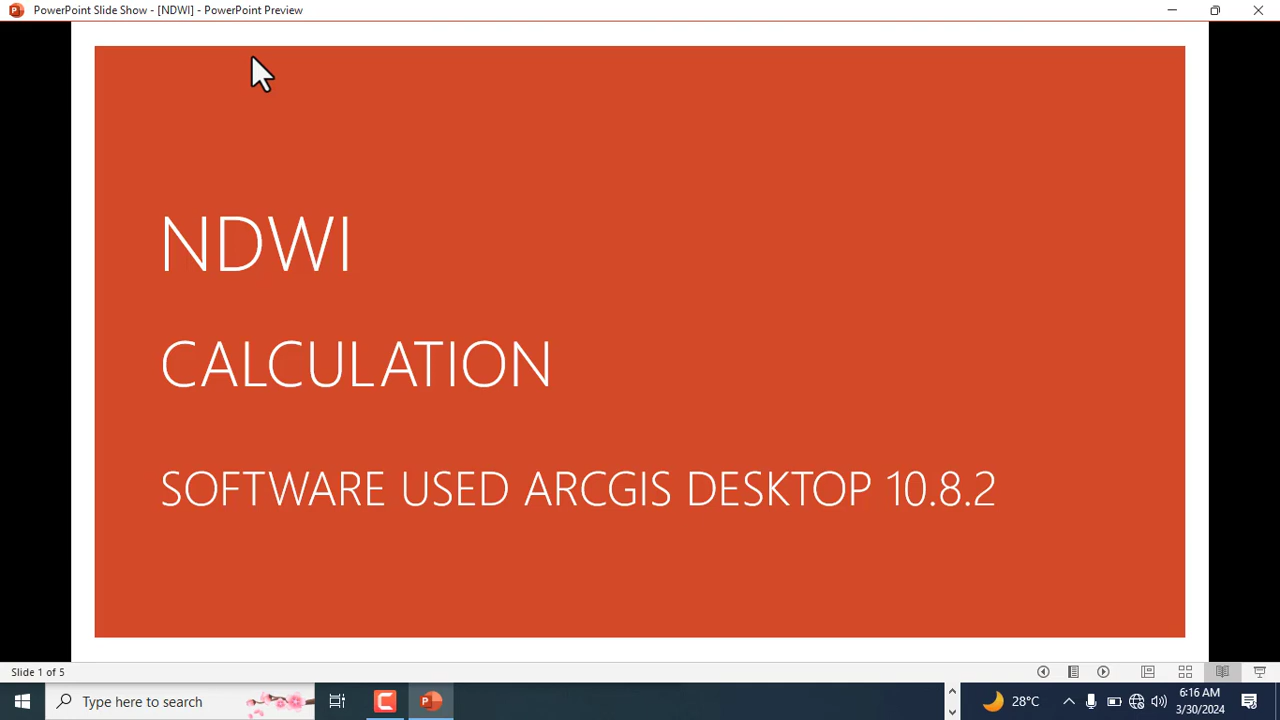 PowerPoint Slide Show - [NDWI] - PowerPoint Preview
NDWI
CALCULATION
SOFTWARE USED ARCGIS DESKTOP 10.8.2
Slide 1 of 5
Type here to search
28°C
6:16 AM
3/30/2024